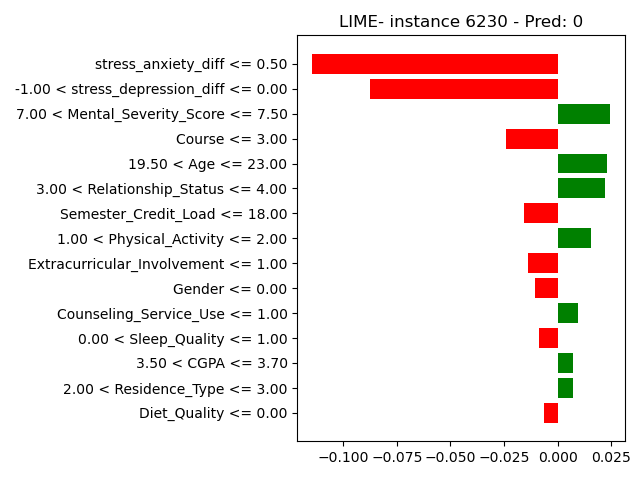 LIME- instance 6230 - Pred: 0
stress_anxiety_diff <= 0.50
-1.00 < stress_depression_diff <= 0.00
7.00 < Mental_Severity_Score <= 7.50
Course <= 3.00
19.50 < Age <= 23.00
3.00 < Relationship_Status <= 4.00
Semester_Credit_Load <= 18.00
1.00 < Physical_Activity <= 2.00
Extracurricular_Involvement <= 1.00
Gender <= 0.00
Counseling_Service_Use <= 1.00
0.00 < Sleep_Quality <= 1.00
3.50 < CGPA <= 3.70
2.00 < Residence_Type <= 3.00
Diet_Quality <= 0.00
−0.100 −0.075 −0.050 −0.025 0.000 0.025